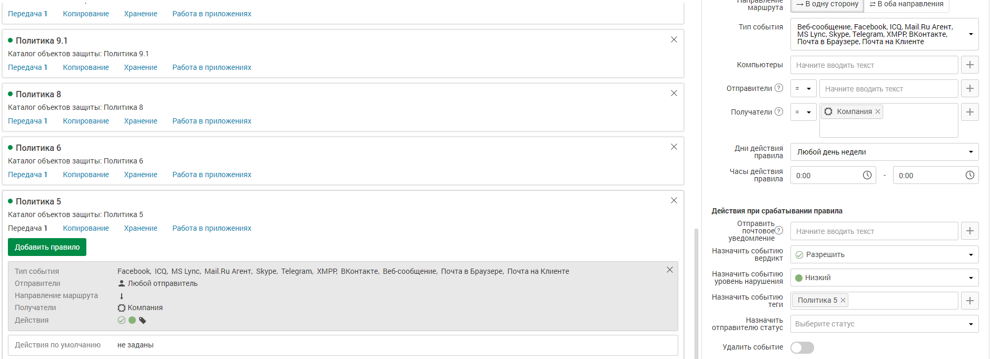 Передача 1 Копирование Хранение Работа в приложениях
Политика 9.1
Каталог объектов защиты: Политика 9.1
Передача 1 Копирование Хранение Работа в приложениях
Политика 8
Каталог объектов защиты: Политика 8
Передача 1 Копирование Хранение Работа в приложениях
Политика 6
Каталог объектов защиты: Политика 6
Передача 1 Копирование Хранение Работа в приложениях
Политика 5
Каталог объектов защиты: Политика 5
Передача 1 Копирование Хранение Работа в приложениях
Добавить правило
Тип события Facebook, ICQ, MS Lync, Mail.Ru Агент, Skype, Telegram, XMPP, ВКонтакте, Веб-сообщение, Почта в Браузере, Почта на Клиенте
Отправители Любой отправитель
Направление маршрута
Получатели Компания
Действия
Действия по умолчанию не заданы
Направление
маршрута
→ В одну сторону ⇄ В оба направления
Тип события
Веб-сообщение, Facebook, ICQ, Mail.Ru Агент,
MS Lync, Skype, Telegram, XMPP, ВКонтакте,
Почта в Браузере, Почта на Клиенте
Компьютеры Начните вводить текст
Отправители ? = Начните вводить текст
Получатели ? = Компания
Дни действия
правила
Любой день недели
Часы действия
правила
0:00 - 0:00
Действия при срабатывании правила
Отправить
почтовое ?
уведомление
Начните вводить текст
Назначить событию
вердикт
Разрешить
Назначить событию
уровень нарушения
Низкий
Назначить событию
теги
Политика 5
Назначить
отправителю статус
Выберите статус
Удалить событие